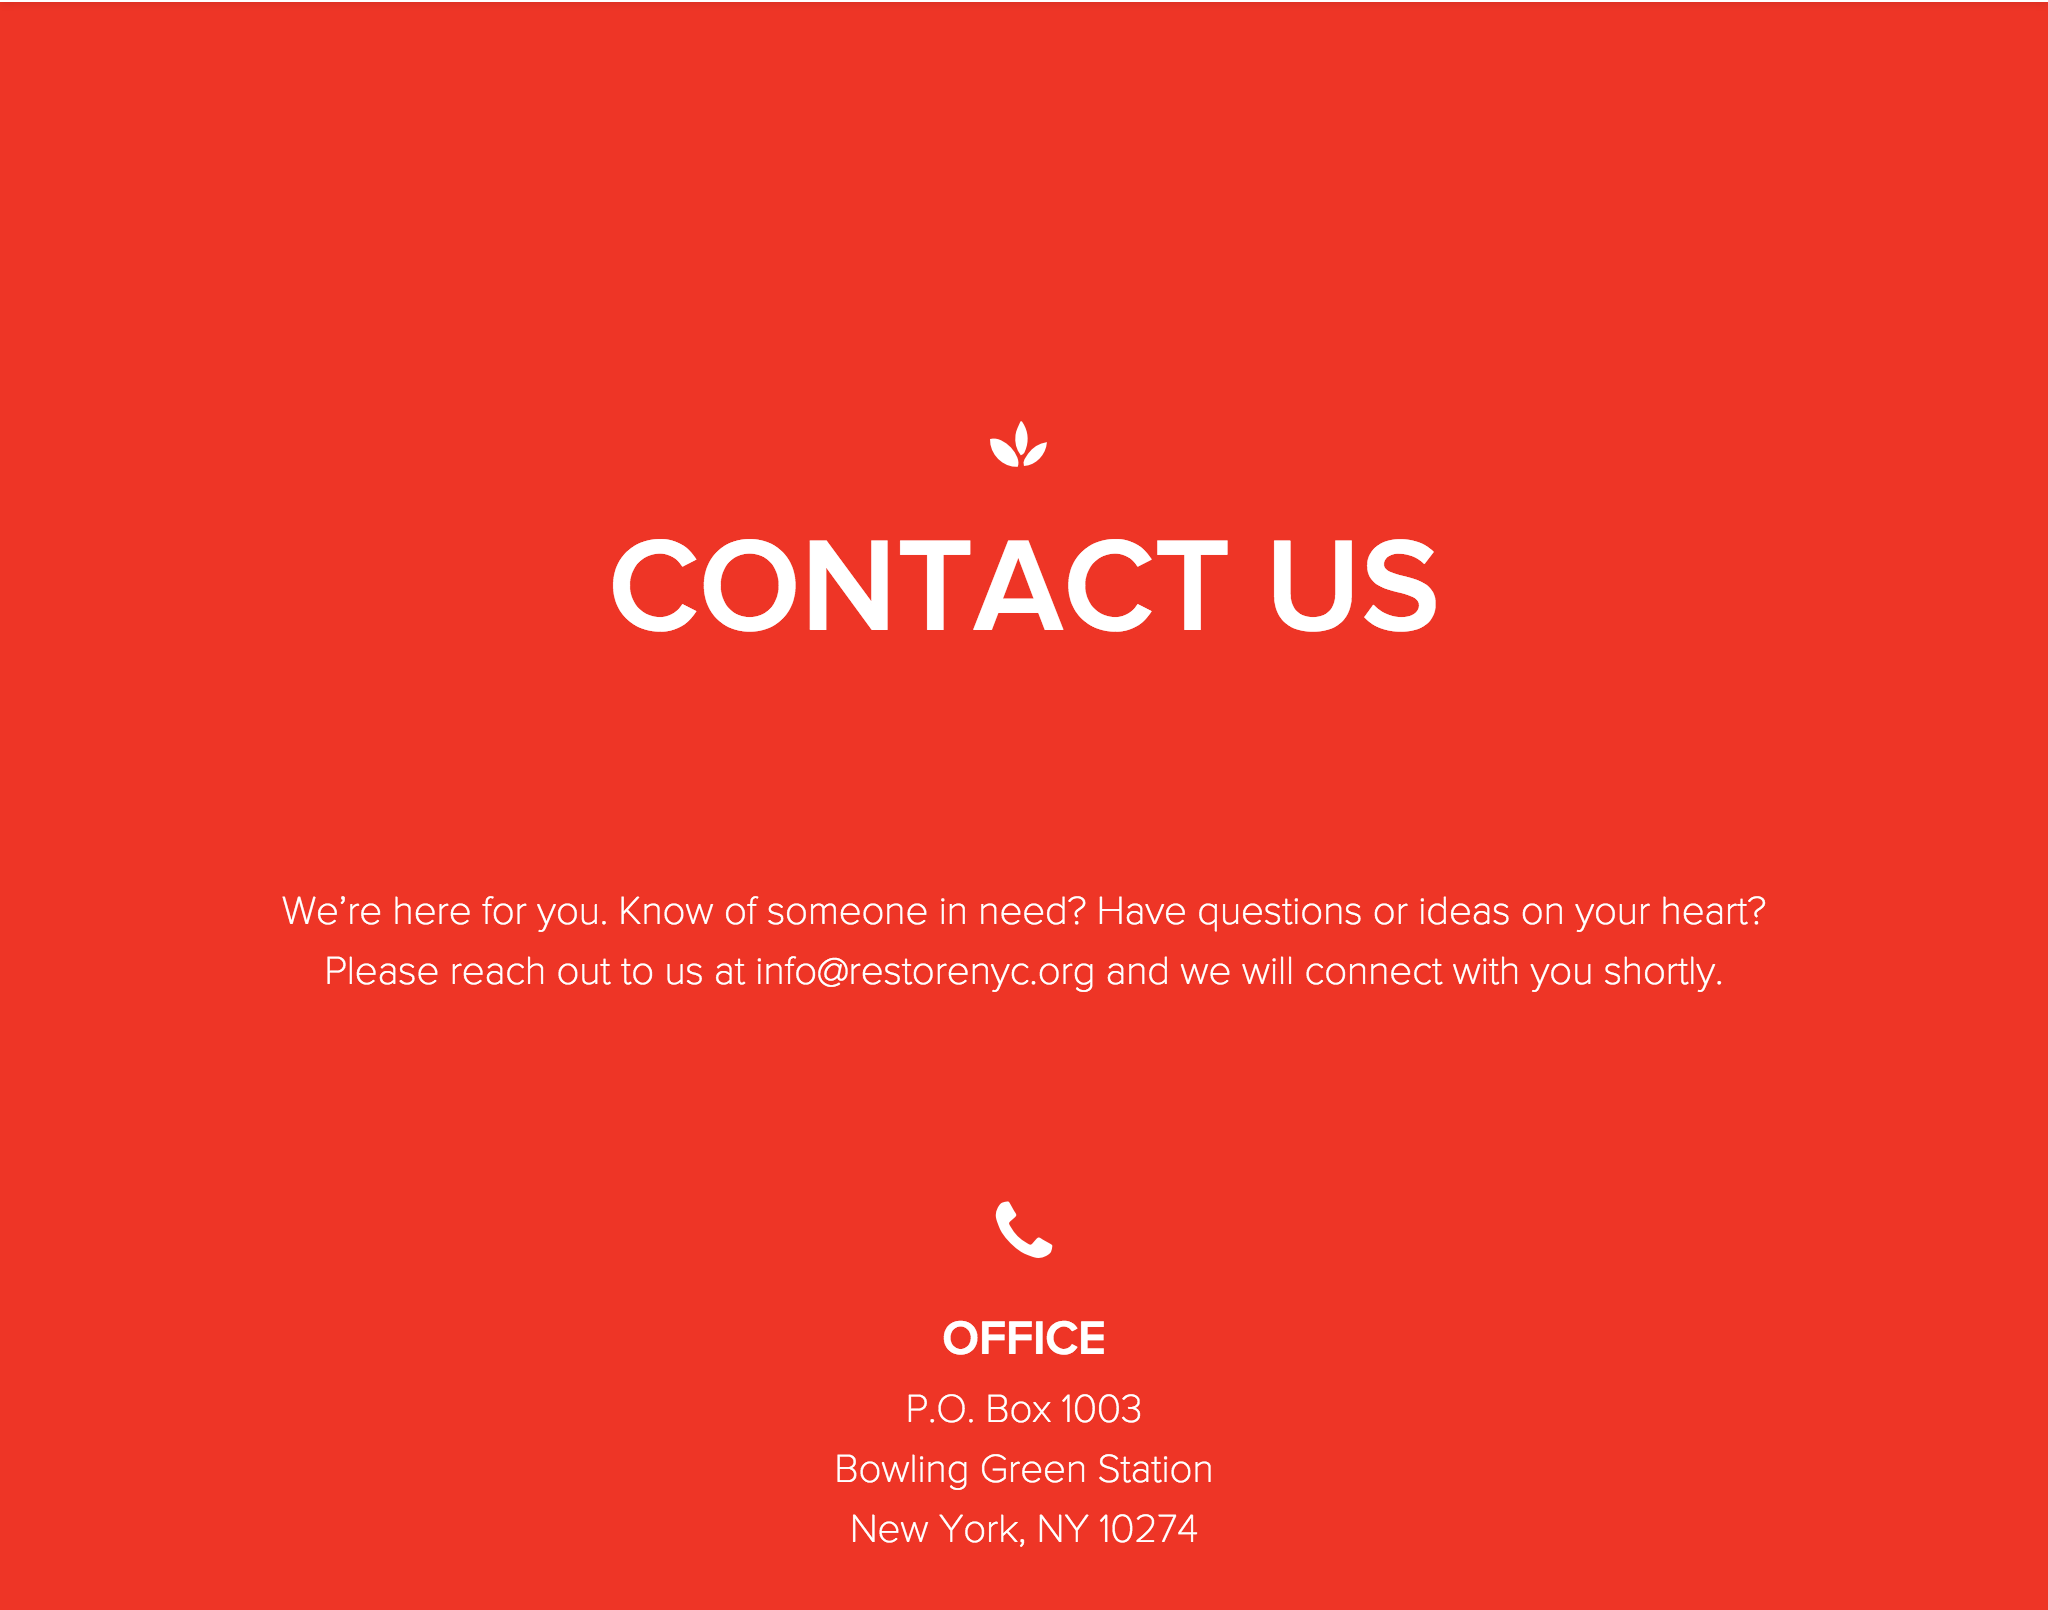 CONTACT US
We’re here for you. Know of someone in need? Have questions or ideas on your heart?
Please reach out to us at info@restorenyc.org and we will connect with you shortly.
OFFICE
P.O. Box 1003
Bowling Green Station
New York, NY 10274